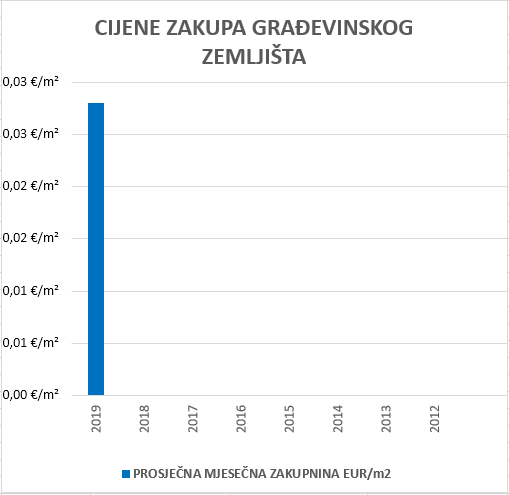 CIJENE ZAKUPA GRAĐEVINSKOG
ZEMLJIŠTA
0,03 €/m²
0,03 €/m²
0,02 €/m²
0,02 €/m²
0,01 €/m²
0,01 €/m²
0,00 €/m²
2019
2018
2017
2016
2015
2014
2013
2012
PROSJEČNA MJESEČNA ZAKUPNINA EUR/m2